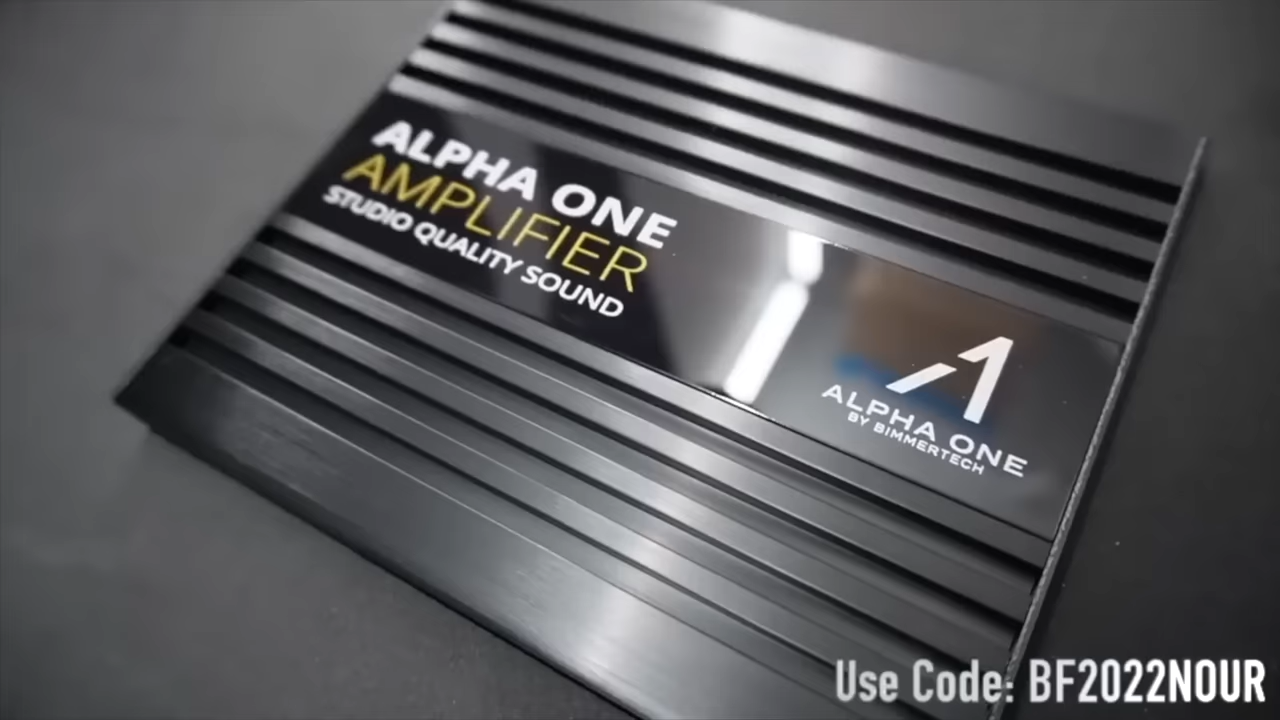 ALPHA ONE
AMPLIFIER
STUDIO QUALITY SOUND
ALPHA ONE
BY BIMMERTECH
Use Code: BF2022NOUR